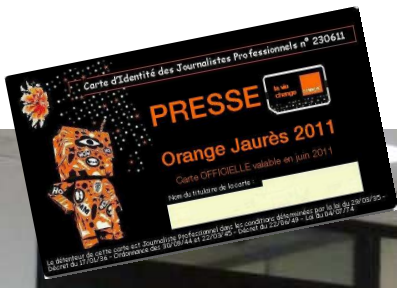 Carte d'Identité des Journalistes Professionnels n° 230611
PRESSE
la vie
change
orange
Orange Jaurès 2011
Carte OFFICIELLE valable en juin 2011
Nom du titulaire de la carte :
Le détenteur de cette carte est Journaliste Professionnel dans les conditions déterminées par la loi du 29/03/35 -
Décret du 17/01/36 - Ordonnance des 30/09/44 et 22/03/45 - Décret du 22/06/49 - Loi du 04/07/74